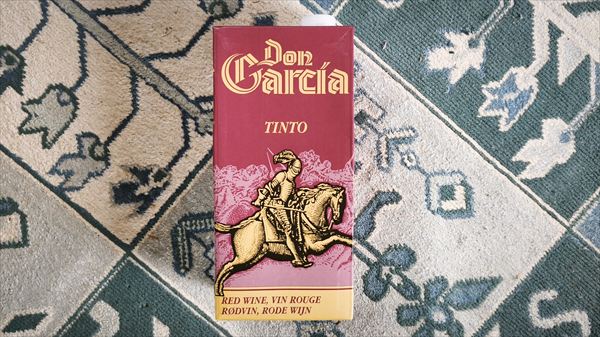 Don
García
TINTO
RED WINE, VIN ROUGE
RØDVIN, RODE WIJN